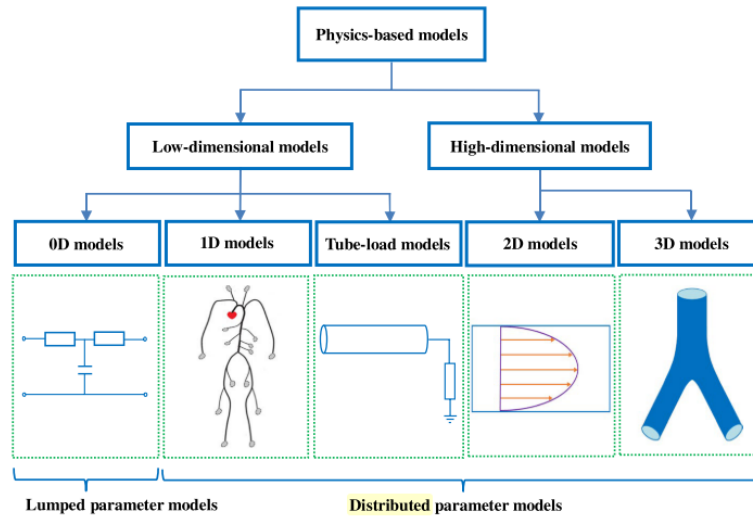 Physics-based models
Low-dimensional models
High-dimensional models
0D models
1D models
Tube-load models
2D models
3D models
Lumped parameter models
Distributed parameter models